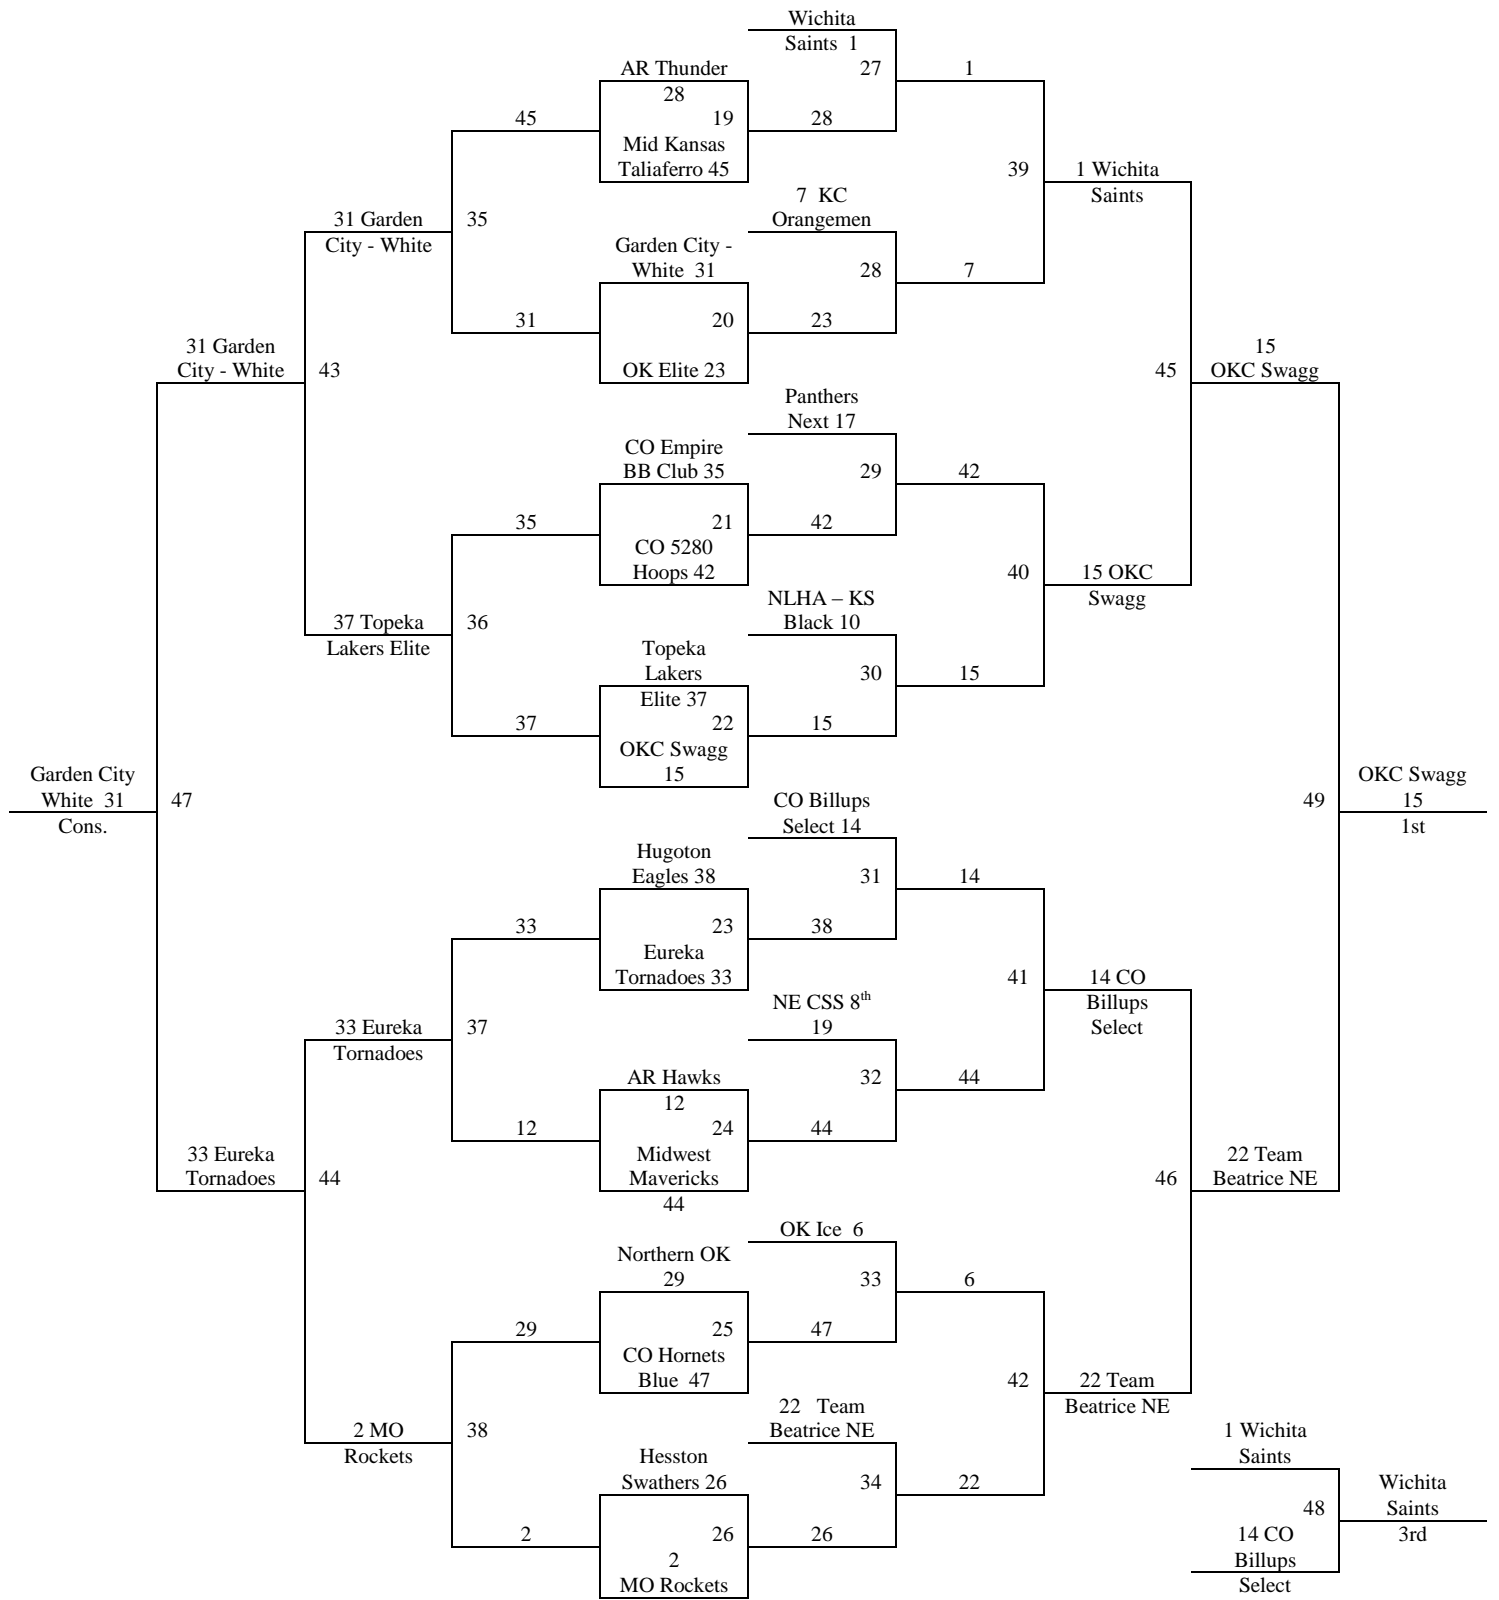 Wichita
Saints 1
27
1
AR Thunder
28
19
45
28
Mid Kansas
Taliaferro 45
39
1 Wichita
Saints
7 KC
Orangemen
31 Garden
City - White
35
Garden City -
White 31
28
7
31
20
23
OK Elite 23
31 Garden
City - White
43
45
15
OKC Swagg
Panthers
Next 17
CO Empire
BB Club 35
29
42
35
21
42
CO 5280
Hoops 42
40
15 OKC
Swagg
NLHA – KS
Black 10
37 Topeka
Lakers Elite
36
Topeka
Lakers
Elite 37
30
15
37
22
15
OKC Swagg
15
Garden City
White 31
Cons.
47
49
OKC Swagg
15
1st
CO Billups
Select 14
Hugoton
Eagles 38
31
14
33
23
38
Eureka
Tornadoes 33
41
14 CO
Billups
Select
NE CSS 8th
19
33 Eureka
Tornadoes
37
AR Hawks
12
32
44
12
24
44
Midwest
Mavericks
44
33 Eureka
Tornadoes
44
46
22 Team
Beatrice NE
OK Ice 6
Northern OK
29
33
6
29
25
47
CO Hornets
Blue 47
42
22 Team
Beatrice NE
22 Team
Beatrice NE
2 MO
Rockets
38
Hesston
Swathers 26
34
22
2
26
26
2
MO Rockets
1 Wichita
Saints
48
Wichita
Saints
3rd
14 CO
Billups
Select